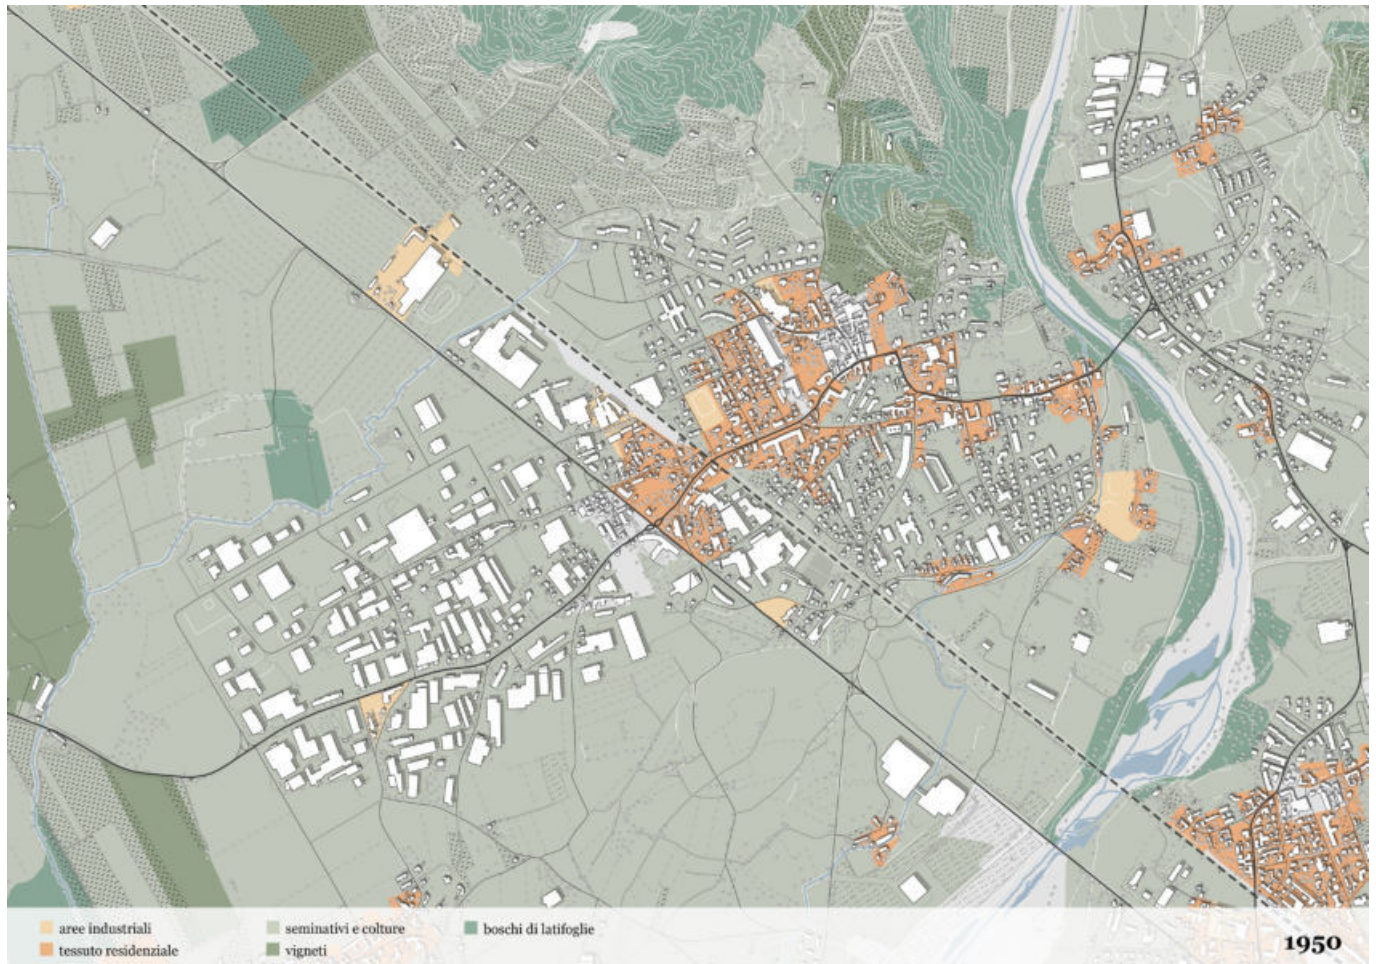 aree industriali
tessuto residenziale
seminativi e colture
vigneti
boschi di latifoglie
1950